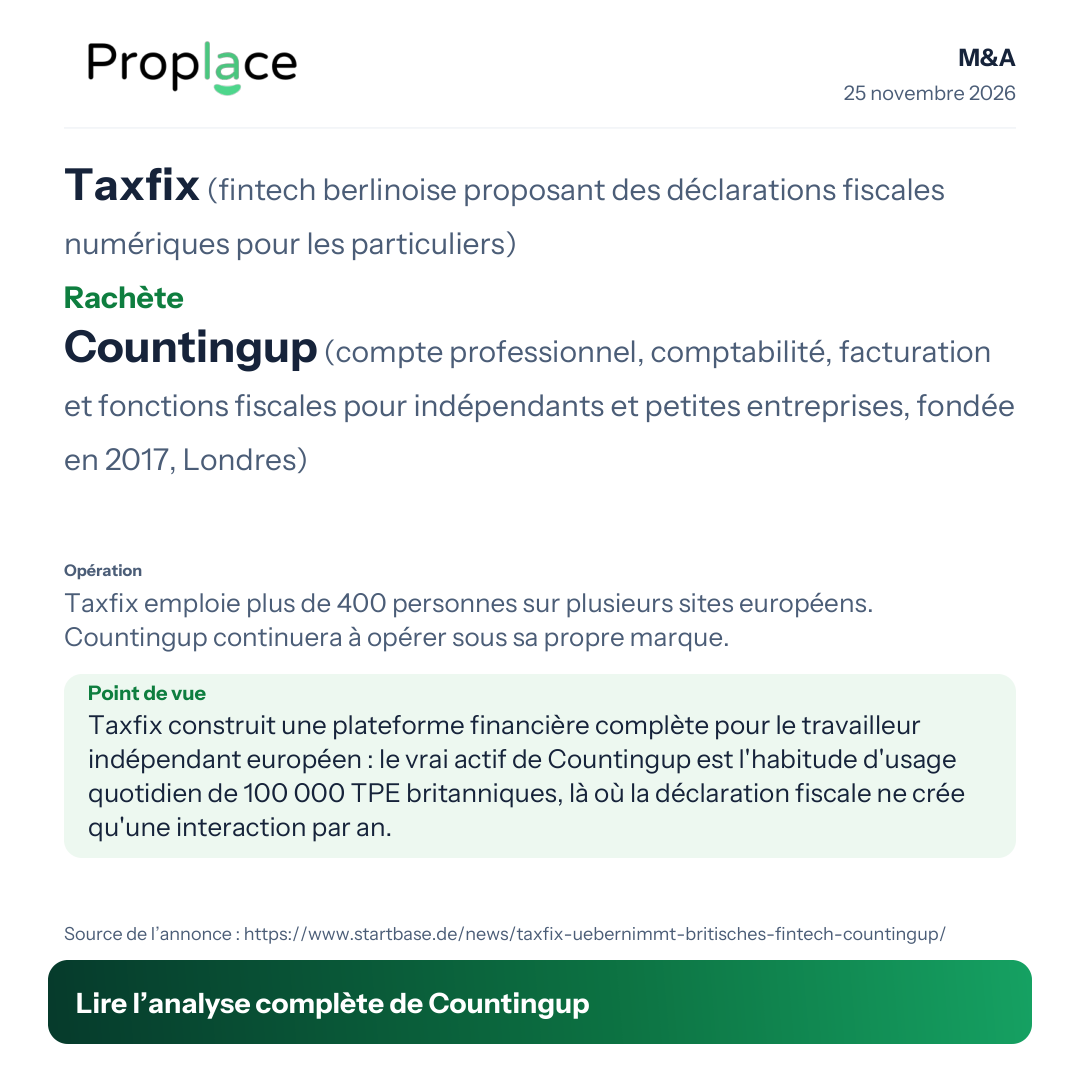 Proplace
M&A
25 novembre 2026
Taxfix (fintech berlinoise proposant des déclarations fiscales
numériques pour les particuliers)
Rachète
Countingup (compte professionnel, comptabilité, facturation
et fonctions fiscales pour indépendants et petites entreprises, fondée
en 2017, Londres)
Opération
Taxfix emploie plus de 400 personnes sur plusieurs sites européens.
Countingup continuera à opérer sous sa propre marque.
Point de vue
Taxfix construit une plateforme financière complète pour le travailleur
indépendant européen : le vrai actif de Countingup est l'habitude d'usage
quotidien de 100 000 TPE britanniques, là où la déclaration fiscale ne crée
qu'une interaction par an.
Source de l’annonce : https://www.startbase.de/news/taxfix-uebernimmt-britisches-fintech-countingup/
Lire l’analyse complète de Countingup